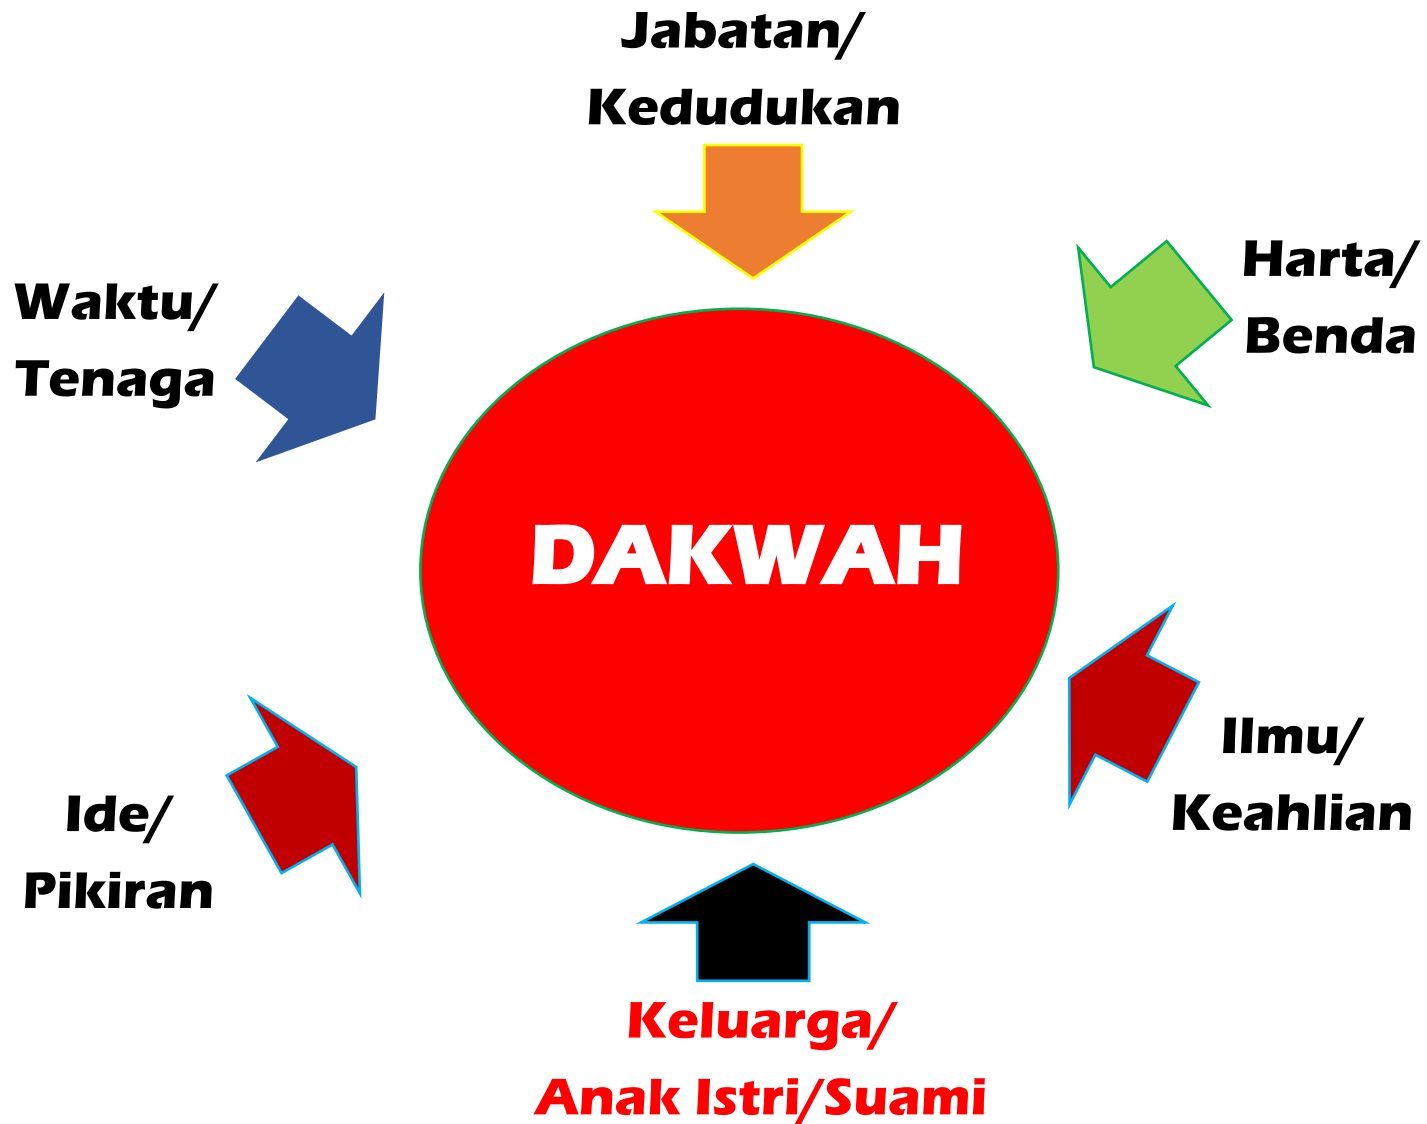 Jabatan/
Kedudukan
Harta/
Benda
Waktu/
Tenaga
DAKWAH
Ilmu/
Keahlian
Ide/
Pikiran
Keluarga/
Anak Istri/Suami